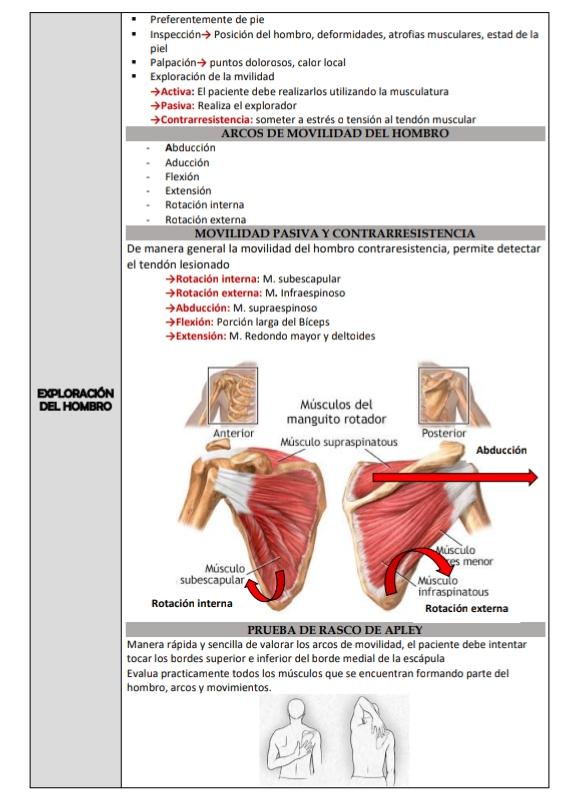 Preferentemente de pie
Inspección→ Posición del hombro, deformidades, atrofias musculares, estad de la
piel
Palpación→ puntos dolorosos, calor local
Exploración de la mvilidad
→Activa: El paciente debe realizarlos utilizando la musculatura
→Pasiva: Realiza el explorador
→Contrarresistencia: someter a estrés o tensión al tendón muscular
ARCOS DE MOVILIDAD DEL HOMBRO
- Abducción
- Aducción
- Flexión
- Extensión
- Rotación interna
- Rotación externa
MOVILIDAD PASIVA Y CONTRARRESISTENCIA
De manera general la movilidad del hombro contraresistencia, permite detectar
el tendón lesionado
→Rotación interna: M. subescapular
→Rotación externa: M. Infraespinoso
→Abducción: M. supraespinoso
→Flexión: Porción larga del Bíceps
→Extensión: M. Redondo mayor y deltoides
EXPLORACIÓN
DEL HOMBRO
Músculos del
manguito rotador
Anterior
Posterior
Músculo supraspinatous
Abducción
Músculo
subescapular
Rotación interna
Músculo
es menor
Músculo
infraspinatous
Rotación externa
PRUEBA DE RASCO DE APLEY
Manera rápida y sencilla de valorar los arcos de movilidad, el paciente debe intentar
tocar los bordes superior e inferior del borde medial de la escápula
Evalua practicamente todos los músculos que se encuentran formando parte del
hombro, arcos y movimientos.